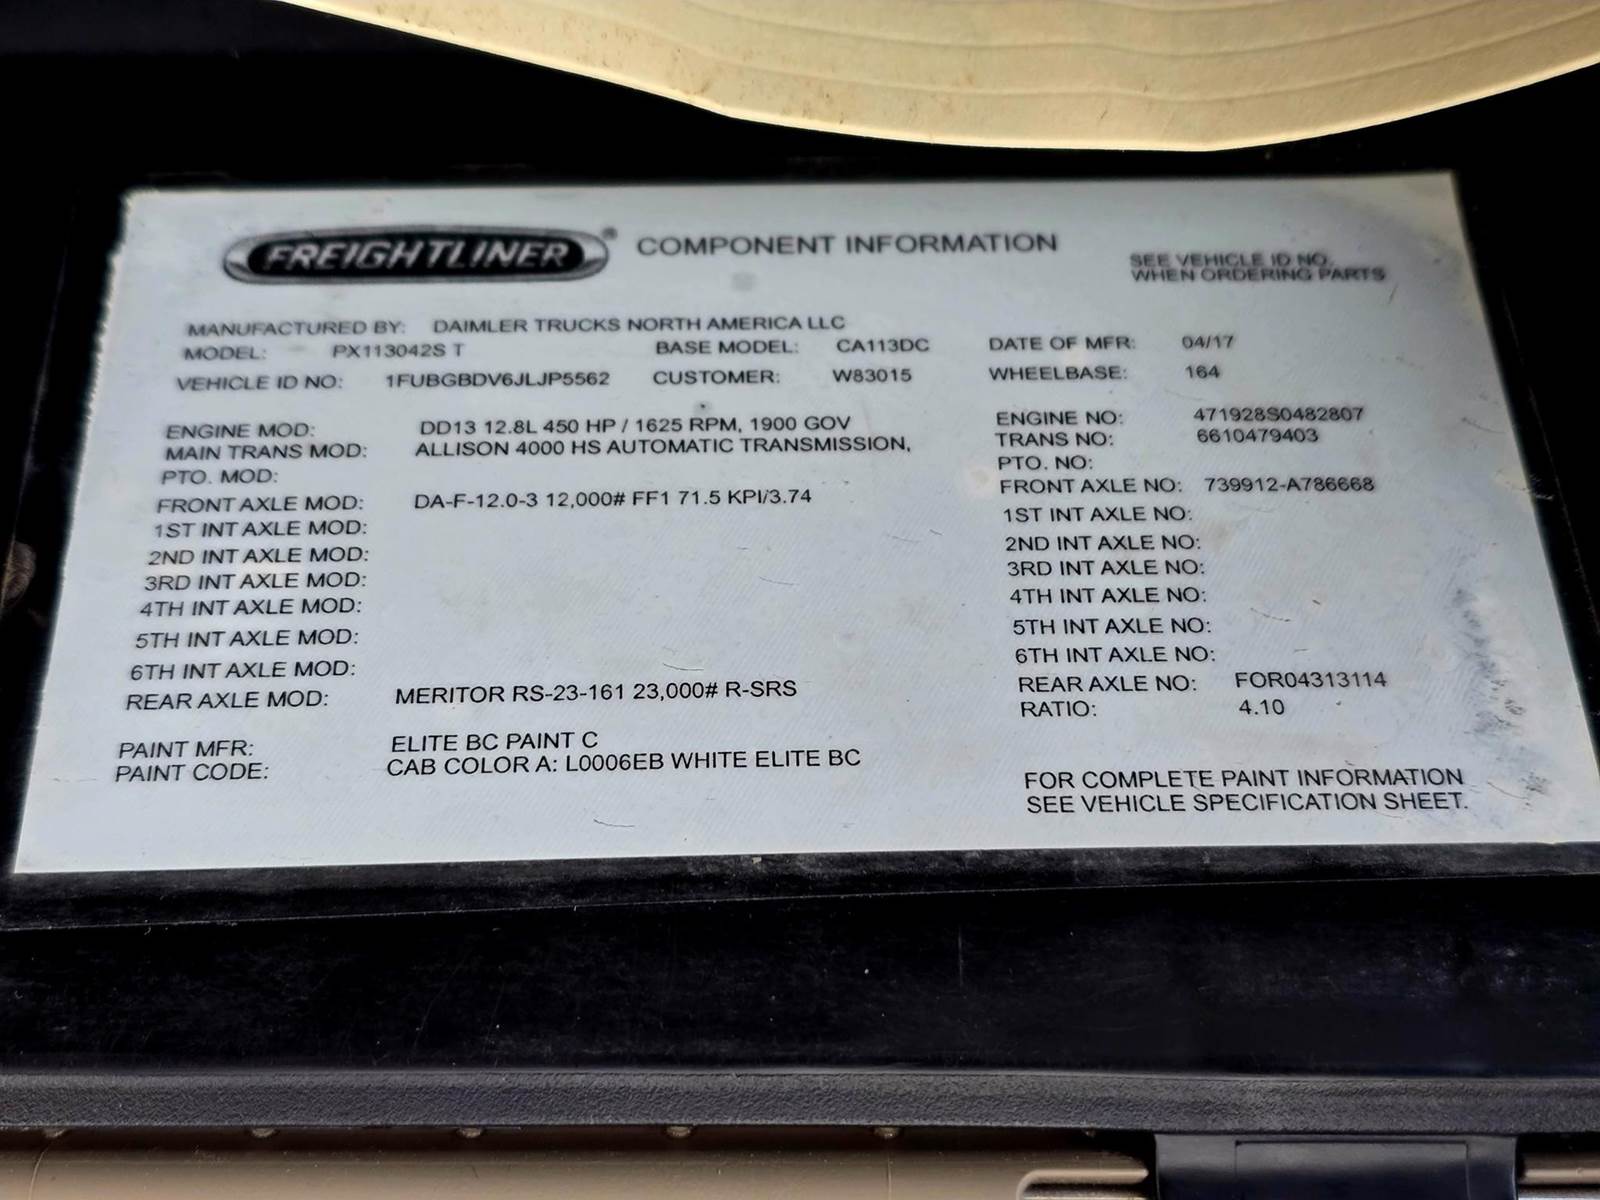 FREIGHTLINER® COMPONENT INFORMATION
SEE VEHICLE ID NO.
WHEN ORDERING PARTS
MANUFACTURED BY: DAIMLER TRUCKS NORTH AMERICA LLC
MODEL: PX113042S T BASE MODEL: CA113DC DATE OF MFR: 04/17
VEHICLE ID NO: 1FUBGBDV6JLJP5562 CUSTOMER: W83015 WHEELBASE: 164
ENGINE MOD: DD13 12.8L 450 HP / 1625 RPM, 1900 GOV ENGINE NO: 471928S0482807
MAIN TRANS MOD: ALLISON 4000 HS AUTOMATIC TRANSMISSION, TRANS NO: 6610479403
PTO. MOD: PTO. NO:
FRONT AXLE MOD: DA-F-12.0-3 12,000# FF1 71.5 KPI/3.74 FRONT AXLE NO: 739912-A786668
1ST INT AXLE MOD: 1ST INT AXLE NO:
2ND INT AXLE MOD: 2ND INT AXLE NO:
3RD INT AXLE MOD: 3RD INT AXLE NO:
4TH INT AXLE MOD: 4TH INT AXLE NO:
5TH INT AXLE MOD: 5TH INT AXLE NO:
6TH INT AXLE MOD: 6TH INT AXLE NO:
REAR AXLE MOD: MERITOR RS-23-161 23,000# R-SRS REAR AXLE NO: FOR04313114
RATIO: 4.10
PAINT MFR: ELITE BC PAINT C
PAINT CODE: CAB COLOR A: L0006EB WHITE ELITE BC
FOR COMPLETE PAINT INFORMATION
SEE VEHICLE SPECIFICATION SHEET.